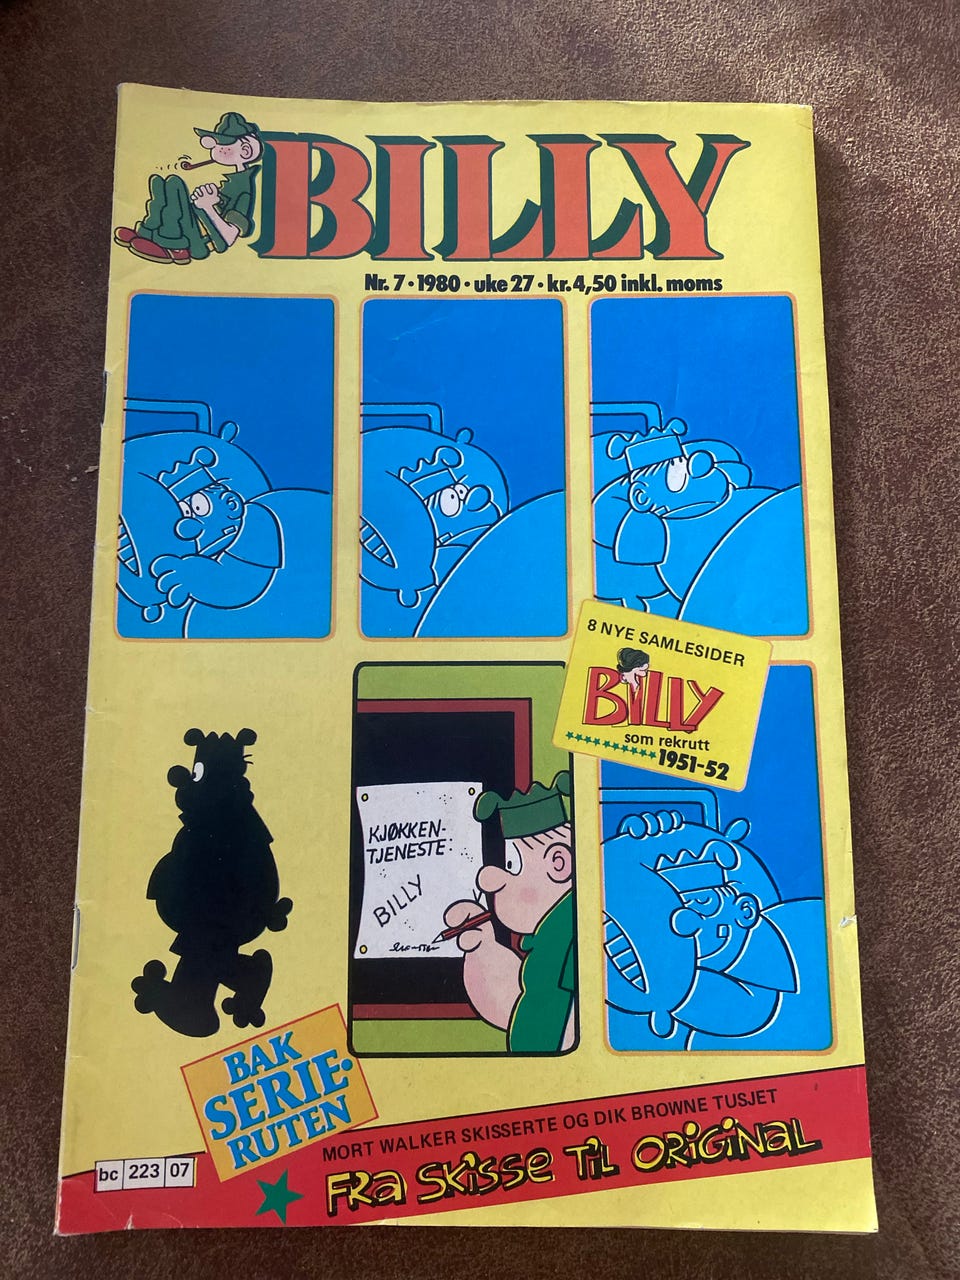 BILLY
Nr. 7 · 1980 · uke 27 · kr. 4,50 inkl. moms
8 NYE SAMLESIDER
BILLY
som rekrutt
1951-52
KJØKKEN-
TJENESTE:
BILLY
BAK
SERIE-
RUTEN
MORT WALKER SKISSERTE OG DIK BROWNE TUSJET
FRA SKISSE TIL ORIGINAL
bc 223 07